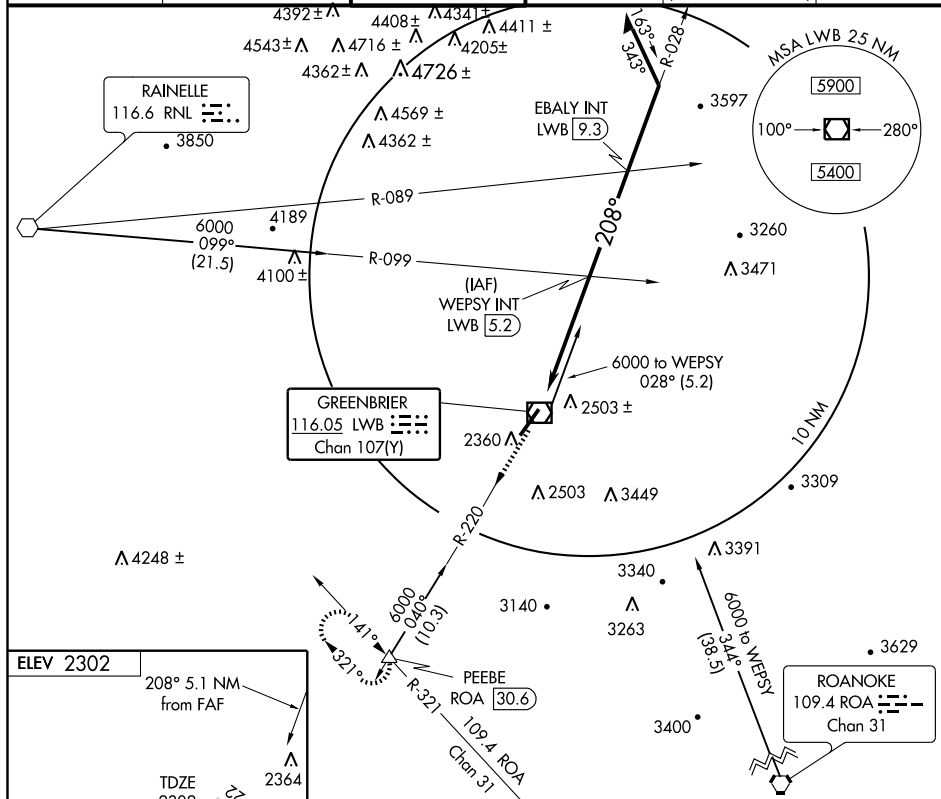 4392 ±
4408 ±
4341 ±
4411 ±
4543 ±
4716 ±
4205 ±
4362 ±
4726 ±
163°
343°
R-028
MSA LWB 25 NM
5900
100°
280°
5400
RAINELLE
116.6 RNL
3850
4569 ±
4362 ±
EBALY INT
LWB 9.3
3597
R-089
6000
099°
(21.5)
4189
4100 ±
R-099
208°
3260
3471
(IAF)
WEPSY INT
LWB 5.2
6000 to WEPSY
028° (5.2)
GREENBRIER
116.05 LWB
Chan 107(Y)
2503 ±
2360
10 NM
2503
3449
3309
R-220
4248 ±
3391
3340
3140
3263
6000
040°
(10.3)
6000 to WEPSY
344°
(38.5)
3629
141°
321°
PEEBE
ROA 30.6
R-321
109.4 ROA
Chan 31
3400
ROANOKE
109.4 ROA
Chan 31
ELEV 2302
208° 5.1 NM
from FAF
2364
TDZE
22